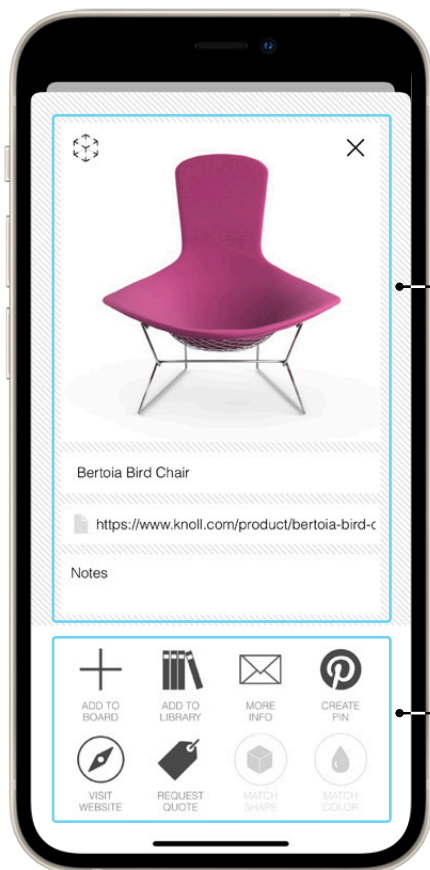 Bertoia Bird Chair
https://www.knoll.com/product/bertoia-bird-c
Notes
ADD TO
BOARD
ADD TO
LIBRARY
MORE
INFO
CREATE
PIN
VISIT
WEBSITE
REQUEST
QUOTE
MATCH
SHAPE
MATCH
COLOR